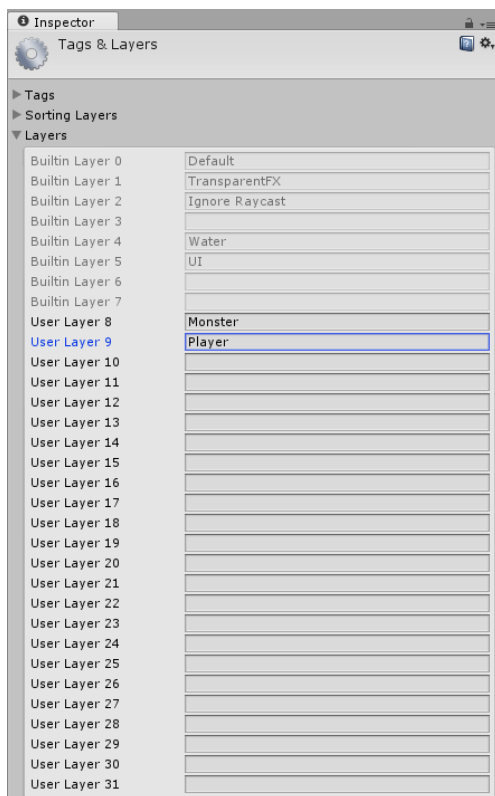 Inspector
Tags & Layers
Tags
Sorting Layers
Layers
Builtin Layer 0 Default
Builtin Layer 1 TransparentFX
Builtin Layer 2 Ignore Raycast
Builtin Layer 3
Builtin Layer 4 Water
Builtin Layer 5 UI
Builtin Layer 6
Builtin Layer 7
User Layer 8 Monster
User Layer 9 Player
User Layer 10
User Layer 11
User Layer 12
User Layer 13
User Layer 14
User Layer 15
User Layer 16
User Layer 17
User Layer 18
User Layer 19
User Layer 20
User Layer 21
User Layer 22
User Layer 23
User Layer 24
User Layer 25
User Layer 26
User Layer 27
User Layer 28
User Layer 29
User Layer 30
User Layer 31